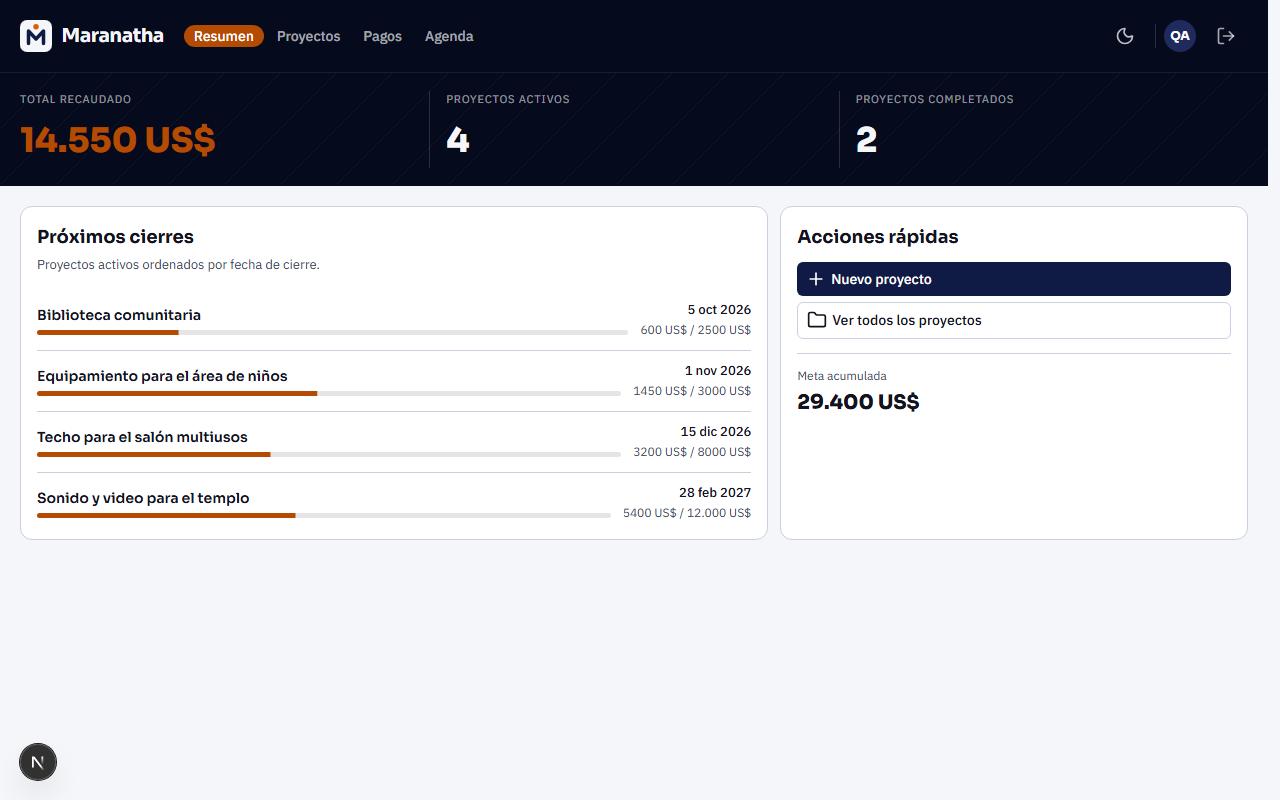 Maranatha
Resumen
Proyectos
Pagos
Agenda
QA
TOTAL RECAUDADO
14.550 US$
PROYECTOS ACTIVOS
4
PROYECTOS COMPLETADOS
2
Próximos cierres
Proyectos activos ordenados por fecha de cierre.
Biblioteca comunitaria
5 oct 2026
600 US$ / 2500 US$
Equipamiento para el área de niños
1 nov 2026
1450 US$ / 3000 US$
Techo para el salón multiusos
15 dic 2026
3200 US$ / 8000 US$
Sonido y video para el templo
28 feb 2027
5400 US$ / 12.000 US$
Acciones rápidas
Nuevo proyecto
Ver todos los proyectos
Meta acumulada
29.400 US$
N